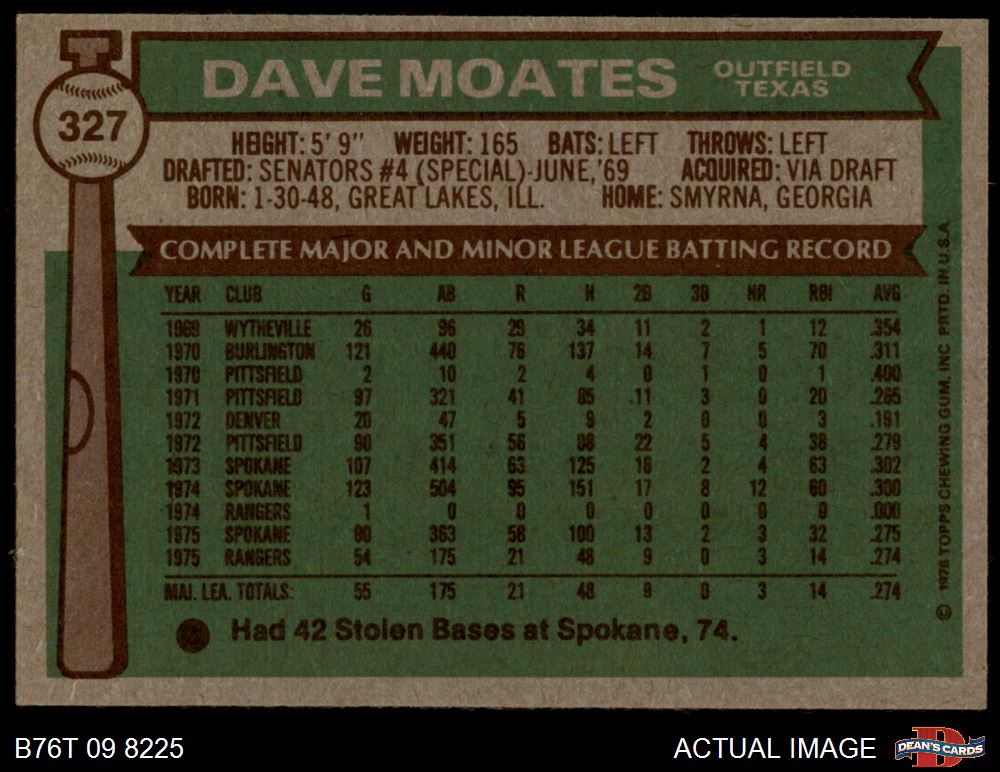 327
DAVE MOATES
OUTFIELD
TEXAS
HEIGHT: 5' 9" WEIGHT: 165 BATS: LEFT THROWS: LEFT
DRAFTED: SENATORS #4 (SPECIAL)-JUNE,'69 ACQUIRED: VIA DRAFT
BORN: 1-30-48, GREAT LAKES, ILL. HOME: SMYRNA, GEORGIA
COMPLETE MAJOR AND MINOR LEAGUE BATTING RECORD
YEAR CLUB G AB R H 2B 3B HR RBI AVG
1969 WYTHEVILLE 26 96 29 34 11 2 1 12 .354
1970 BURLINGTON 121 440 76 137 14 7 5 70 .311
1970 PITTSFIELD 2 10 2 4 0 1 0 1 .400
1971 PITTSFIELD 97 321 41 85 11 3 0 20 .265
1972 DENVER 20 47 5 9 2 0 0 3 .191
1972 PITTSFIELD 90 351 56 98 22 5 4 38 .279
1973 SPOKANE 107 414 63 125 18 2 4 63 .302
1974 SPOKANE 123 504 95 151 17 8 12 60 .300
1974 RANGERS 1 0 0 0 0 0 0 0 .000
1975 SPOKANE 90 363 58 100 13 2 3 32 .275
1975 RANGERS 54 175 21 48 9 0 3 14 .274
MAJ. LEA. TOTALS: 55 175 21 48 9 0 3 14 .274
Had 42 Stolen Bases at Spokane, 74.
© 1976 TOPPS CHEWING GUM, INC PRTD. IN U.S.A.
B76T 09 8225
ACTUAL IMAGE
D
DEAN'S CARDS